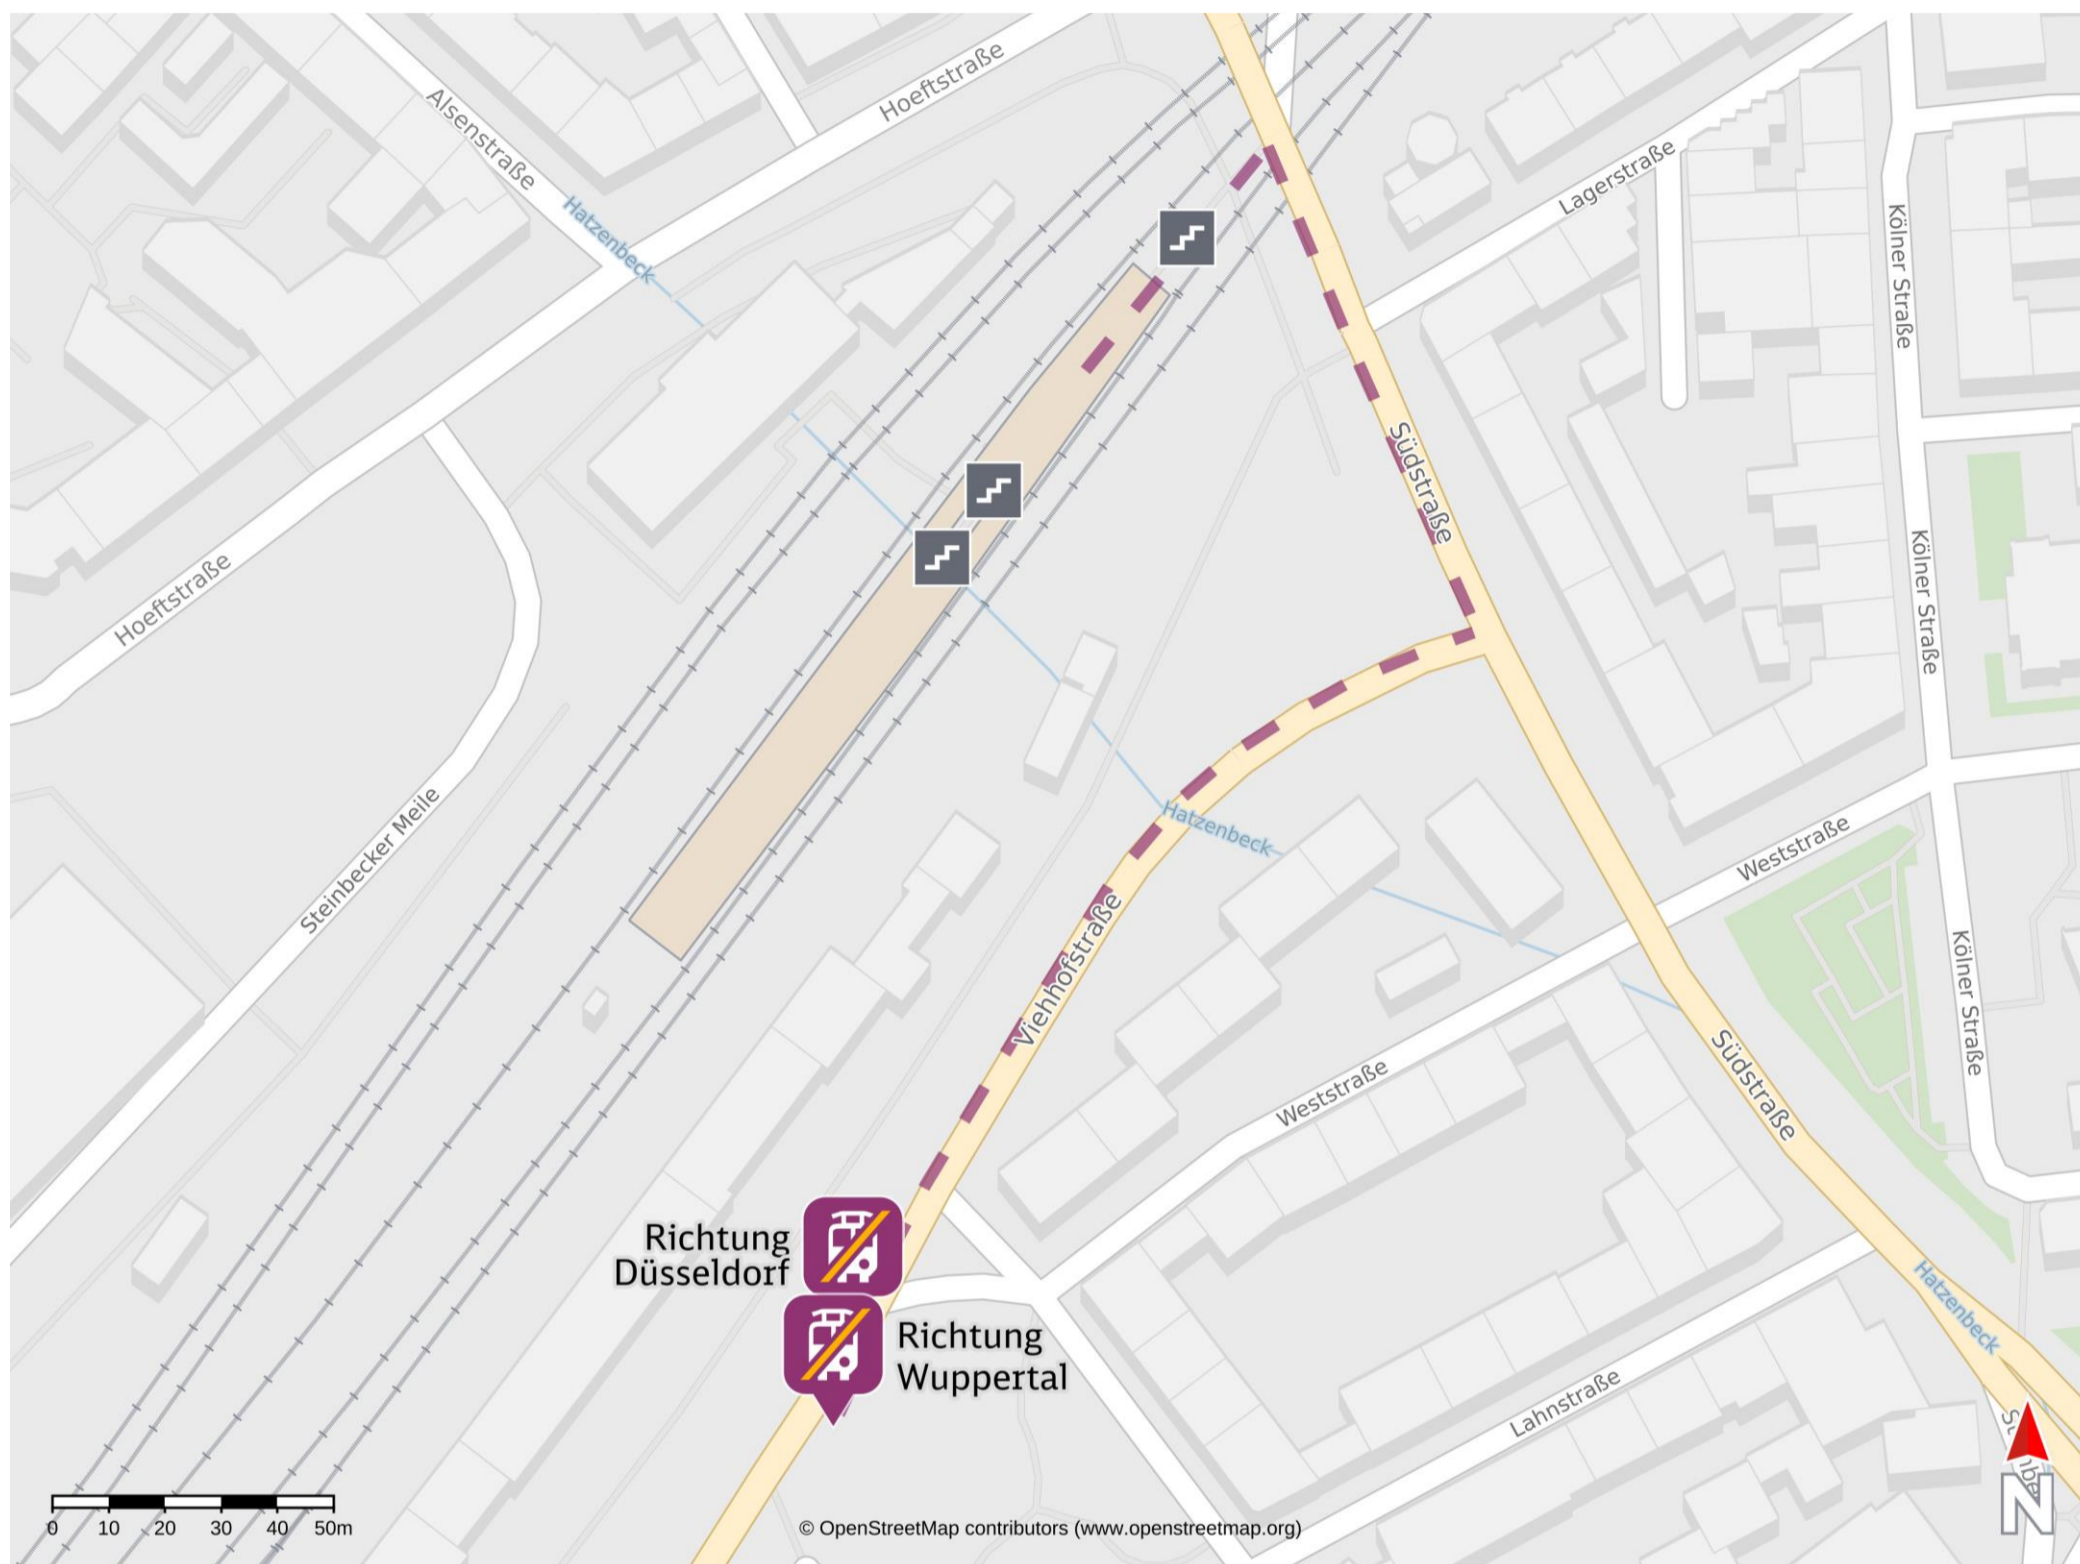 Hoeftstraße
Alsenstraße
Hatzenbeck
Lagerstraße
Kölner Straße
Südstraße
Kölner Straße
Hoeftstraße
Steinbecker Meile
Hatzenbeck
Weststraße
Viehhofstraße
Kölner Straße
Weststraße
Südstraße
Richtung
Düsseldorf
Richtung
Wuppertal
Hatzenbeck
Lahnstraße
N
0 10 20 30 40 50m
© OpenStreetMap contributors (www.openstreetmap.org)